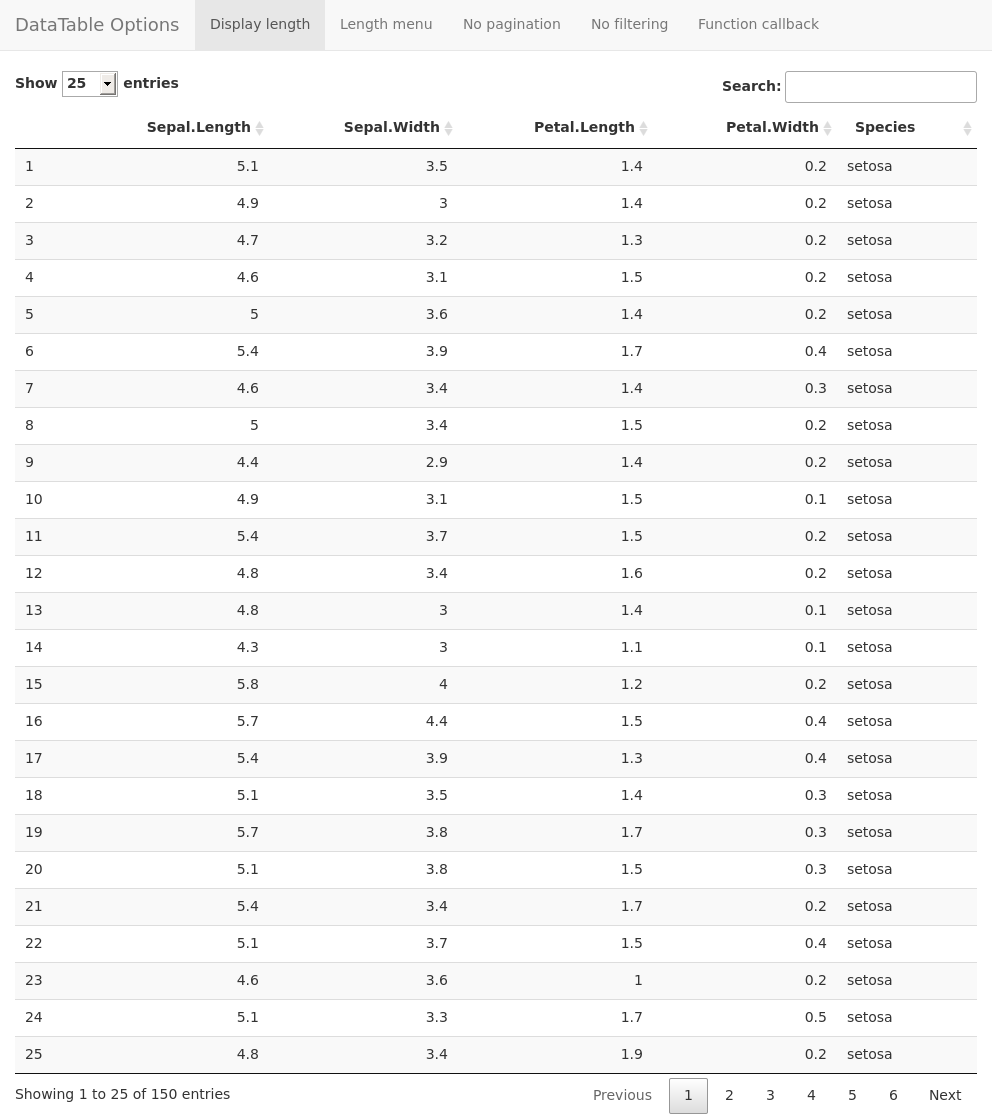 DataTable Options Display length Length menu No pagination No filtering Function callback
Show 25 entries Search:
Sepal.Length Sepal.Width Petal.Length Petal.Width Species
1 5.1 3.5 1.4 0.2 setosa
2 4.9 3 1.4 0.2 setosa
3 4.7 3.2 1.3 0.2 setosa
4 4.6 3.1 1.5 0.2 setosa
5 5 3.6 1.4 0.2 setosa
6 5.4 3.9 1.7 0.4 setosa
7 4.6 3.4 1.4 0.3 setosa
8 5 3.4 1.5 0.2 setosa
9 4.4 2.9 1.4 0.2 setosa
10 4.9 3.1 1.5 0.1 setosa
11 5.4 3.7 1.5 0.2 setosa
12 4.8 3.4 1.6 0.2 setosa
13 4.8 3 1.4 0.1 setosa
14 4.3 3 1.1 0.1 setosa
15 5.8 4 1.2 0.2 setosa
16 5.7 4.4 1.5 0.4 setosa
17 5.4 3.9 1.3 0.4 setosa
18 5.1 3.5 1.4 0.3 setosa
19 5.7 3.8 1.7 0.3 setosa
20 5.1 3.8 1.5 0.3 setosa
21 5.4 3.4 1.7 0.2 setosa
22 5.1 3.7 1.5 0.4 setosa
23 4.6 3.6 1 0.2 setosa
24 5.1 3.3 1.7 0.5 setosa
25 4.8 3.4 1.9 0.2 setosa
Showing 1 to 25 of 150 entries Previous 1 2 3 4 5 6 Next